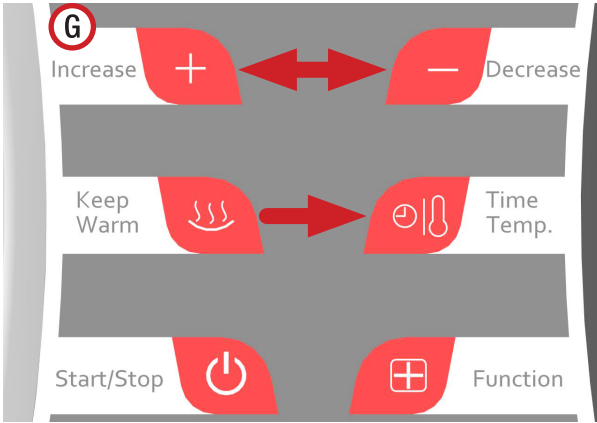 G
Increase + − Decrease
Keep
Warm
Time
Temp.
Start/Stop
Function